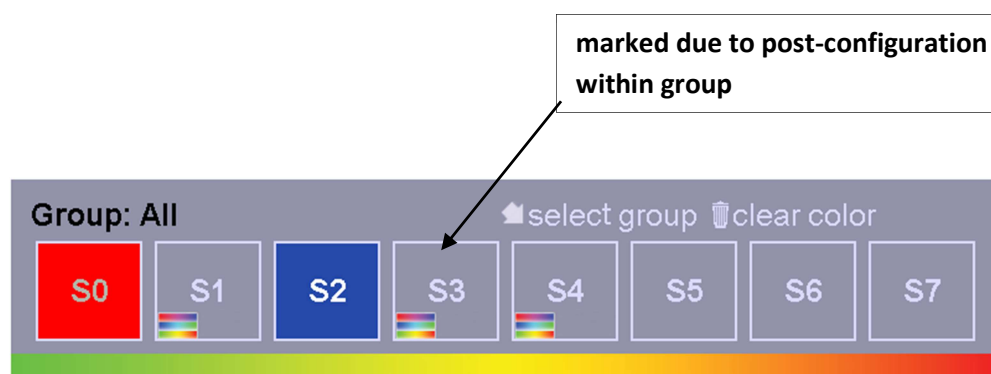 marked due to post-configuration
within group
Group: All
select group clear color
S0 S1 S2 S3 S4 S5 S6 S7